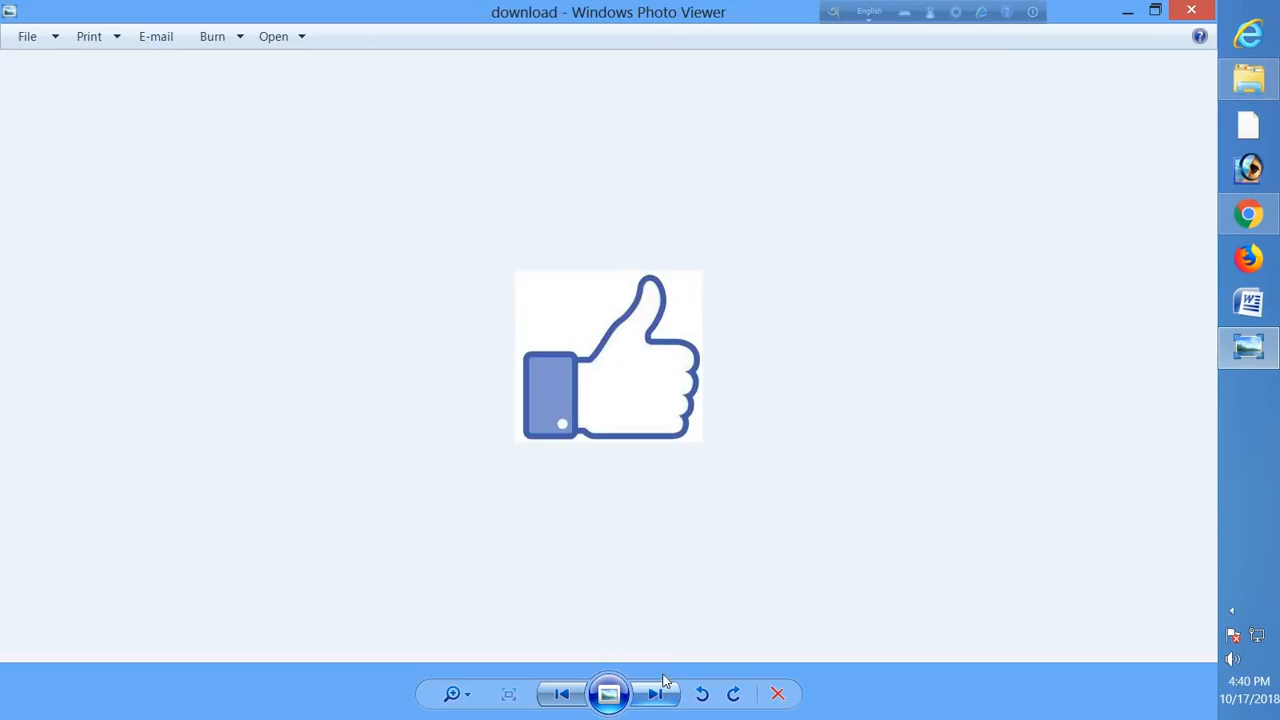 download - Windows Photo Viewer
English
File Print E-mail Burn Open
4:40 PM
10/17/2018